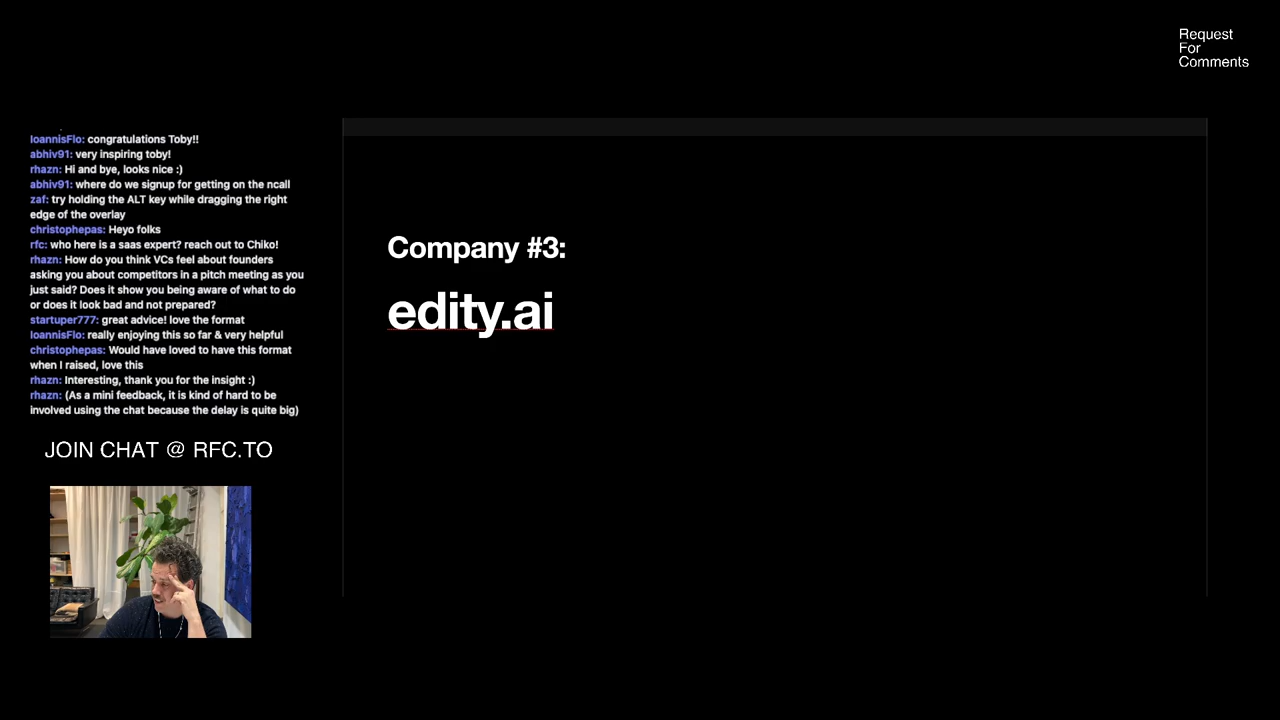 Request
For
Comments
IoannisFlo: congratulations Toby!!
abhiv91: very inspiring toby!
rhazn: Hi and bye, looks nice :)
abhiv91: where do we signup for getting on the ncall
zaf: try holding the ALT key while dragging the right
edge of the overlay
christophepas: Heyo folks
rfc: who here is a saas expert? reach out to Chiko!
rhazn: How do you think VCs feel about founders
asking you about competitors in a pitch meeting as you
just said? Does it show you being aware of what to do
or does it look bad and not prepared?
startuper777: great advice! love the format
IoannisFlo: really enjoying this so far & very helpful
christophepas: Would have loved to have this format
when I raised, love this
rhazn: Interesting, thank you for the insight :)
rhazn: (As a mini feedback, it is kind of hard to be
involved using the chat because the delay is quite big)
JOIN CHAT @ RFC.TO
Company #3:
edity.ai